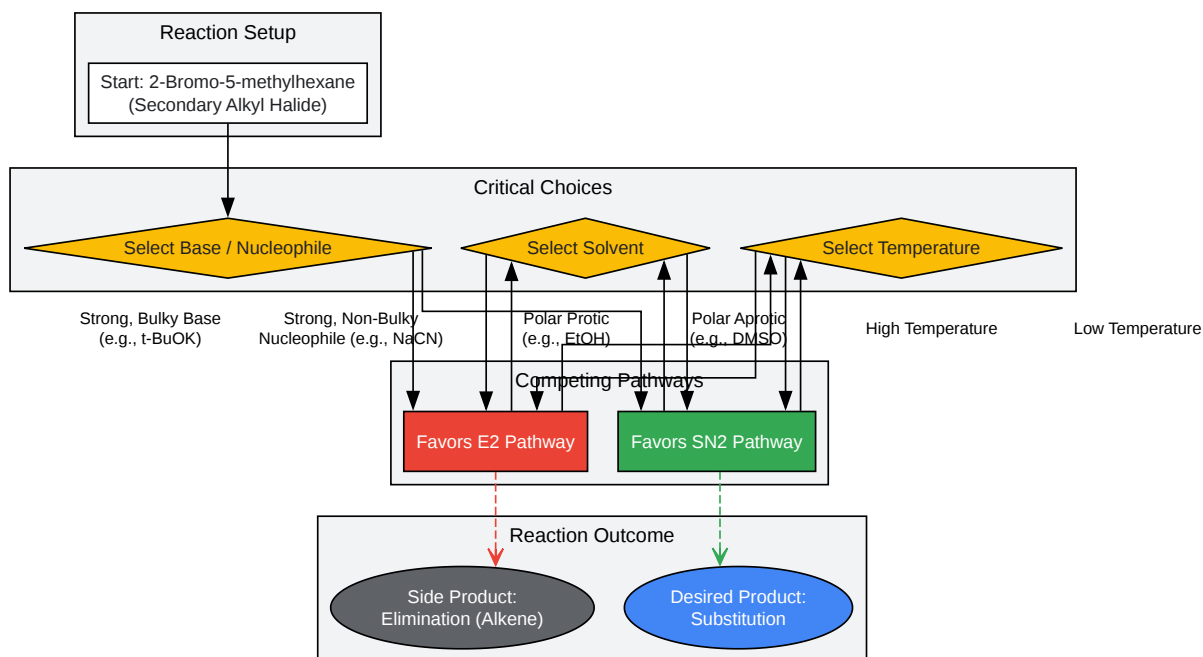 Reaction Setup
Start: 2-Bromo-5-methylhexane
(Secondary Alkyl Halide)
Critical Choices
Select Base / Nucleophile
Select Solvent
Select Temperature
Strong, Bulky Base
(e.g., t-BuOK)
Strong, Non-Bulky
Nucleophile (e.g., NaCN)
Polar Protic
(e.g., EtOH)
Polar Aprotic
(e.g., DMSO)
High Temperature
Low Temperature
Competing Pathways
Favors E2 Pathway
Favors SN2 Pathway
Reaction Outcome
Side Product:
Elimination (Alkene)
Desired Product:
Substitution